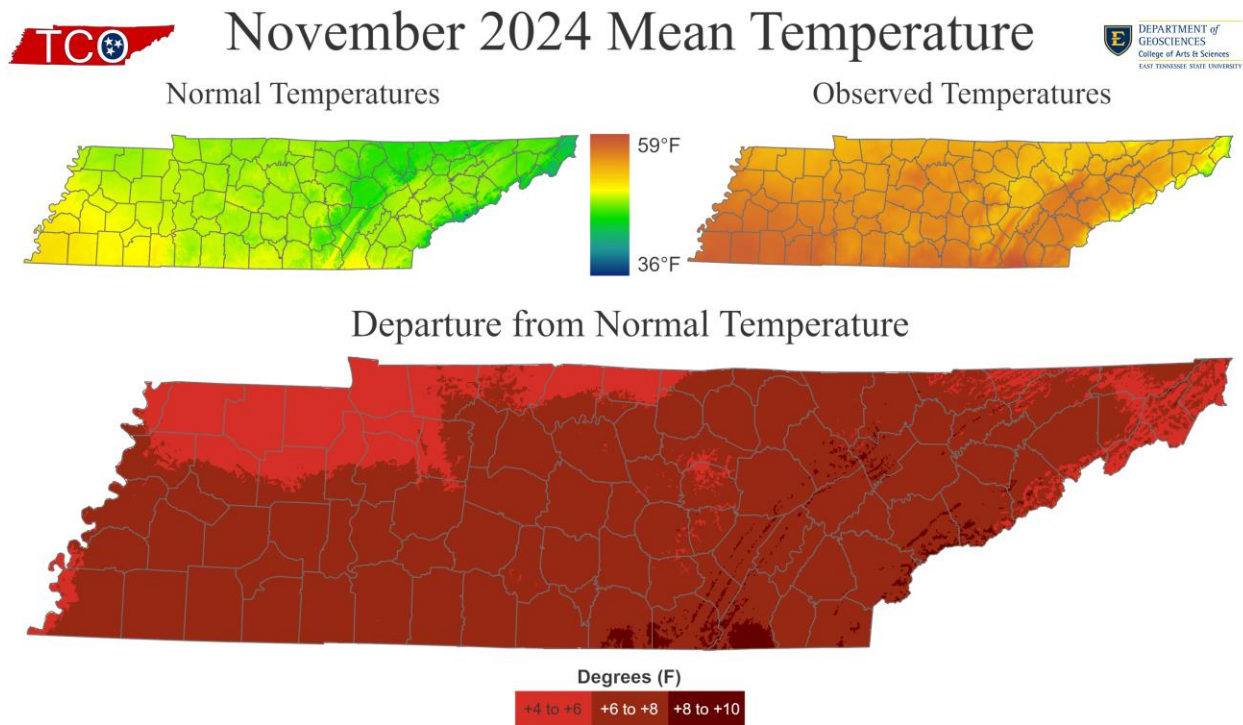 TCO
November 2024 Mean Temperature
E
DEPARTMENT of
GEOSCIENCES
College of Arts & Sciences
EAST TENNESSEE STATE UNIVERSITY
Normal Temperatures
Observed Temperatures
59°F
36°F
Departure from Normal Temperature
Degrees (F)
+4 to +6 +6 to +8 +8 to +10